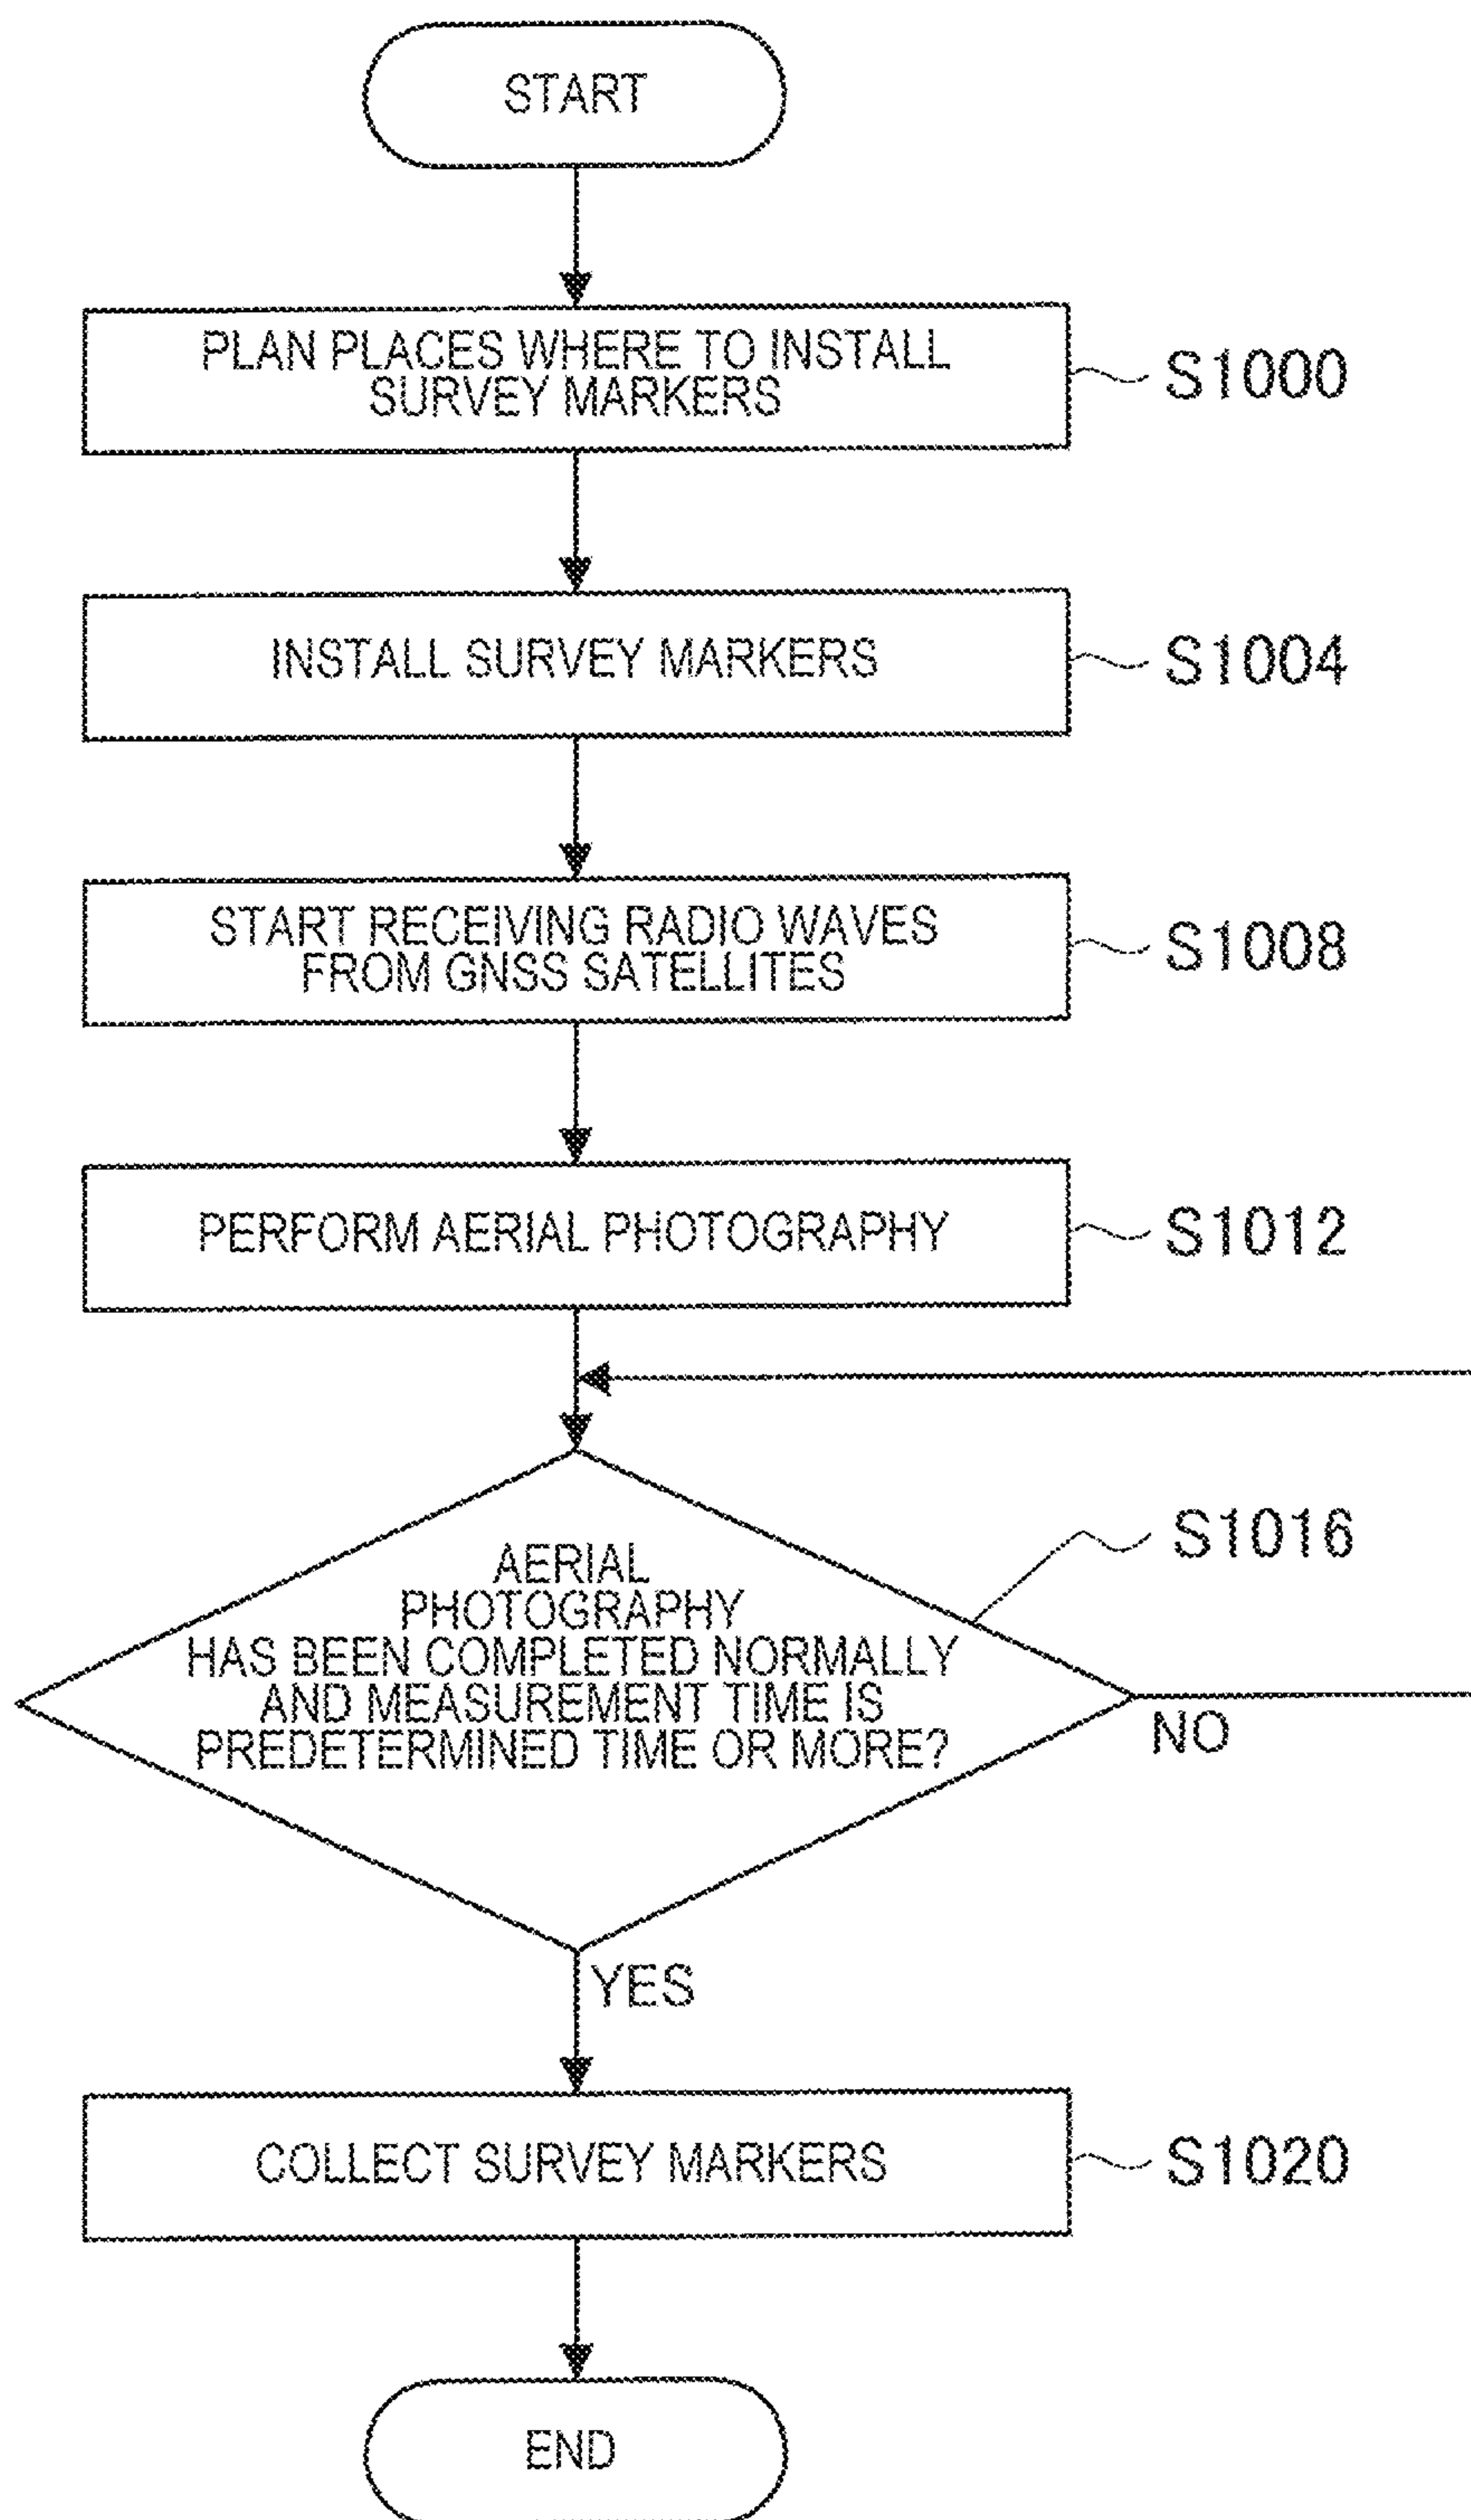 START
PLAN PLACES WHERE TO INSTALL
SURVEY MARKERS
S1000
INSTALL SURVEY MARKERS
S1004
START RECEIVING RADIO WAVES
FROM GNSS SATELLITES
S1008
PERFORM AERIAL PHOTOGRAPHY
S1012
S1016
AERIAL
PHOTOGRAPHY
HAS BEEN COMPLETED NORMALLY
AND MEASUREMENT TIME IS
PREDETERMINED TIME OR MORE?
NO
YES
COLLECT SURVEY MARKERS
S1020
END